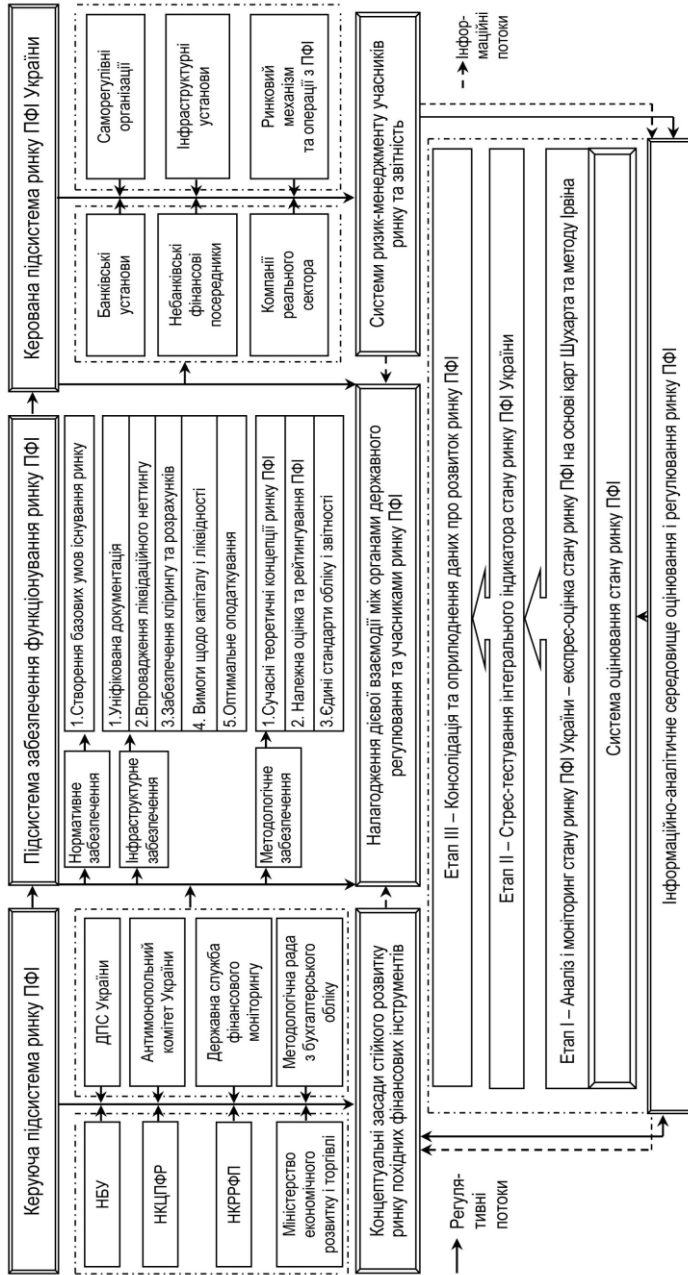 Керуюча підсистема ринку ПФІ
НБУ
НКЦПФР
НКРРФП
Міністерство
економічного
розвитку і торгівлі
ДПС України
Антимонопольний
комітет України
Державна служба
фінансового
моніторингу
Методологічна рада
з бухгалтерського
обліку
Концептуальні засади стійкого розвитку
ринку похідних фінансових інструментів
Підсистема забезпечення функціонування ринку ПФІ
Нормативне
забезпечення
1.Створення базових умов існування ринку
Інфраструктурне
забезпечення
1.Уніфікована документація
2.Впровадження ліквідаційного неттингу
3.Забезпечення клірингу та розрахунків
4. Вимоги щодо капіталу і ліквідності
5.Оптимальне оподаткування
Методологічне
забезпечення
1.Сучасні теоретичні концепції ринку ПФІ
2. Належна оцінка та рейтингування ПФІ
3.Єдині стандарти обліку і звітності
Налагодження дієвої взаємодії між органами державного
регулювання та учасниками ринку ПФІ
Керована підсистема ринку ПФІ України
Банківські
установи
Небанківські
фінансові
посередники
Компанії
реального
сектора
Саморегулівні
організації
Інфраструктурні
установи
Ринковий
механізм
та операції з ПФІ
Системи ризик-менеджменту учасників
ринку та звітність
Регуля-
тивні
потоки
Етап III – Консолідація та оприлюднення даних про розвиток ринку ПФІ
Етап II – Стрес-тестування інтегрального індикатора стану ринку ПФІ України
Етап I – Аналіз і моніторинг стану ринку ПФІ України – експрес-оцінка стану ринку ПФІ на основі карт Шухарта та методу Ірвіна
Система оцінювання стану ринку ПФІ
Інформаційно-аналітичне середовище оцінювання і регулювання ринку ПФІ
Інфор-
маційні
потоки